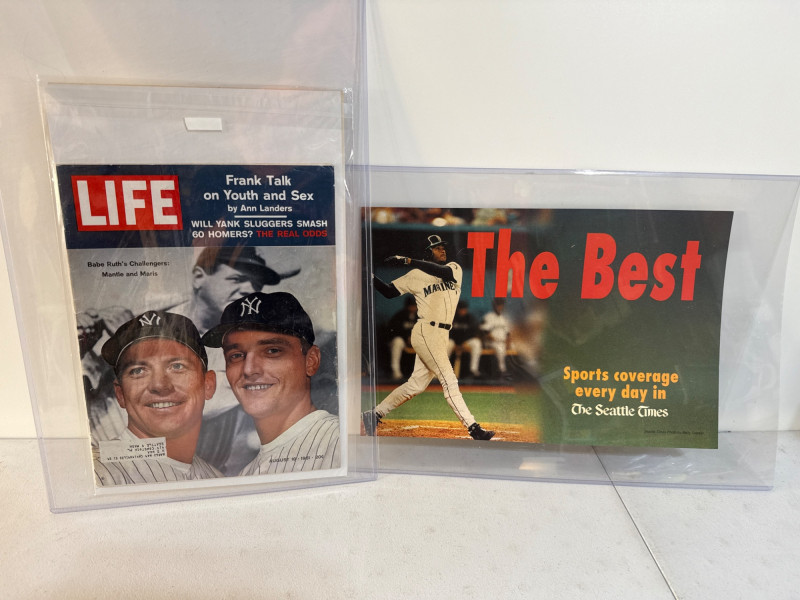 LIFE
Frank Talk
on Youth and Sex
by Ann Landers
WILL YANK SLUGGERS SMASH
60 HOMERS? THE REAL ODDS
Babe Ruth's Challengers:
Mantle and Maris
NY
NY
The Best
MARINERS
Sports coverage
every day in
The Seattle Times